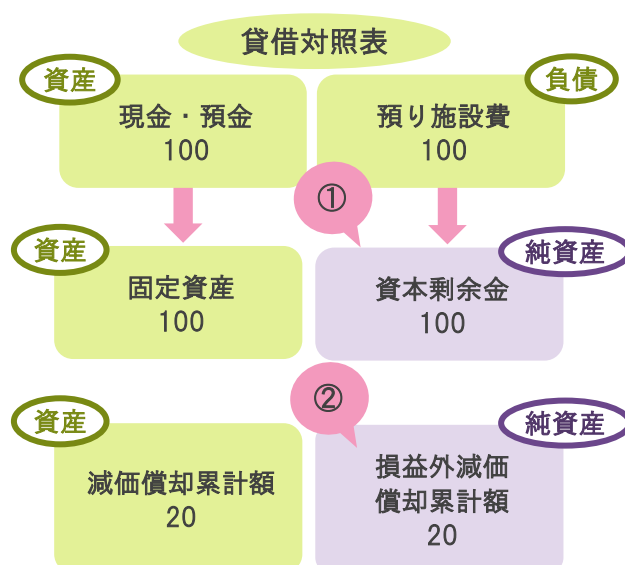 貸借対照表
資産
現金・預金
100
負債
預り施設費
100
①
資産
固定資産
100
純資産
資本剰余金
100
②
資産
減価償却累計額
20
純資産
損益外減価
償却累計額
20